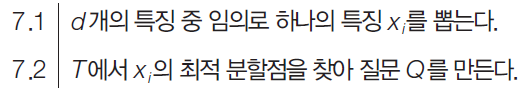 7.1 d개의 특징 중 임의로 하나의 특징 xᵢ를 뽑는다.
7.2 T에서 xᵢ의 최적 분할점을 찾아 질문 Q를 만든다.